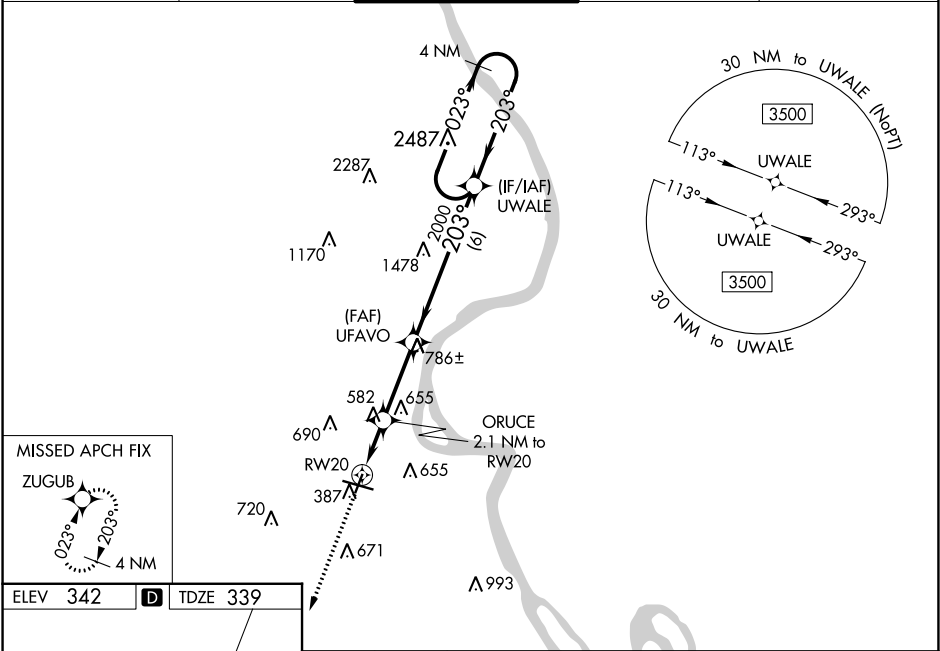 4 NM
023°
203°
2487
2287
(IF/IAF)
UWALE
2000
203°
(6)
1170
1478
(FAF)
UFAVO
786±
582
655
690
ORUCE
2.1 NM to
RW20
RW20
655
387
720
671
993
30 NM to UWALE (NoPT)
3500
113°
UWALE
293°
113°
UWALE
293°
3500
30 NM to UWALE
MISSED APCH FIX
ZUGUB
023°
203°
4 NM
ELEV 342 D TDZE 339